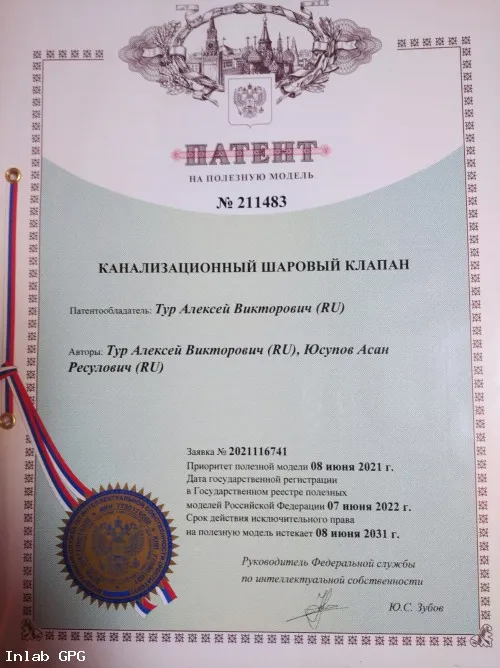 ПАТЕНТ
НА ПОЛЕЗНУЮ МОДЕЛЬ
№ 211483
КАНАЛИЗАЦИОННЫЙ ШАРОВЫЙ КЛАПАН
Патентообладатель: Тур Алексей Викторович (RU)
Авторы: Тур Алексей Викторович (RU), Юсупов Асан
Ресулович (RU)
Заявка № 2021116741
Приоритет полезной модели 08 июня 2021 г.
Дата государственной регистрации
в Государственном реестре полезных
моделей Российской Федерации 07 июня 2022 г.
Срок действия исключительного права
на полезную модель истекает 08 июня 2031 г.
Руководитель Федеральной службы
по интеллектуальной собственности
Ю.С. Зубов
Inlab GPG